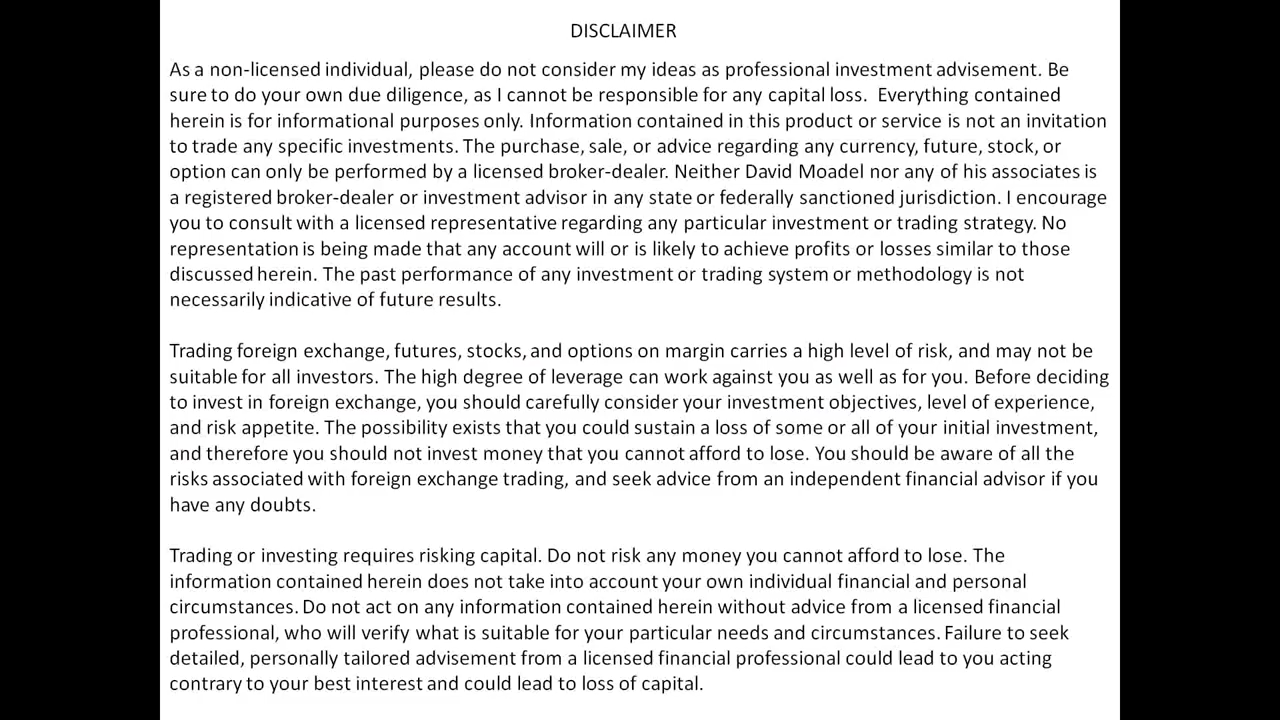 DISCLAIMER
As a non-licensed individual, please do not consider my ideas as professional investment advisement. Be
sure to do your own due diligence, as I cannot be responsible for any capital loss.  Everything contained
herein is for informational purposes only. Information contained in this product or service is not an invitation
to trade any specific investments. The purchase, sale, or advice regarding any currency, future, stock, or
option can only be performed by a licensed broker-dealer. Neither David Moadel nor any of his associates is
a registered broker-dealer or investment advisor in any state or federally sanctioned jurisdiction. I encourage
you to consult with a licensed representative regarding any particular investment or trading strategy. No
representation is being made that any account will or is likely to achieve profits or losses similar to those
discussed herein. The past performance of any investment or trading system or methodology is not
necessarily indicative of future results.
Trading foreign exchange, futures, stocks, and options on margin carries a high level of risk, and may not be
suitable for all investors. The high degree of leverage can work against you as well as for you. Before deciding
to invest in foreign exchange, you should carefully consider your investment objectives, level of experience,
and risk appetite. The possibility exists that you could sustain a loss of some or all of your initial investment,
and therefore you should not invest money that you cannot afford to lose. You should be aware of all the
risks associated with foreign exchange trading, and seek advice from an independent financial advisor if you
have any doubts.
Trading or investing requires risking capital. Do not risk any money you cannot afford to lose. The
information contained herein does not take into account your own individual financial and personal
circumstances. Do not act on any information contained herein without advice from a licensed financial
professional, who will verify what is suitable for your particular needs and circumstances. Failure to seek
detailed, personally tailored advisement from a licensed financial professional could lead to you acting
contrary to your best interest and could lead to loss of capital.